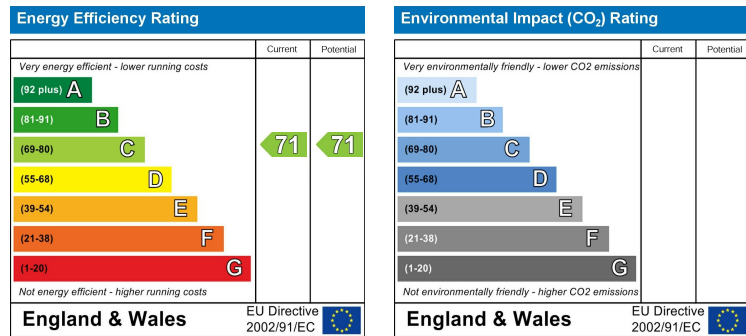 Energy Efficiency Rating
Current Potential
Very energy efficient - lower running costs
(92 plus) A
(81-91) B
(69-80) C 71 71
(55-68) D
(39-54) E
(21-38) F
(1-20) G
Not energy efficient - higher running costs
England & Wales
EU Directive
2002/91/EC
Environmental Impact (CO₂) Rating
Current Potential
Very environmentally friendly - lower CO2 emissions
(92 plus) A
(81-91) B
(69-80) C
(55-68) D
(39-54) E
(21-38) F
(1-20) G
Not environmentally friendly - higher CO2 emissions
England & Wales
EU Directive
2002/91/EC